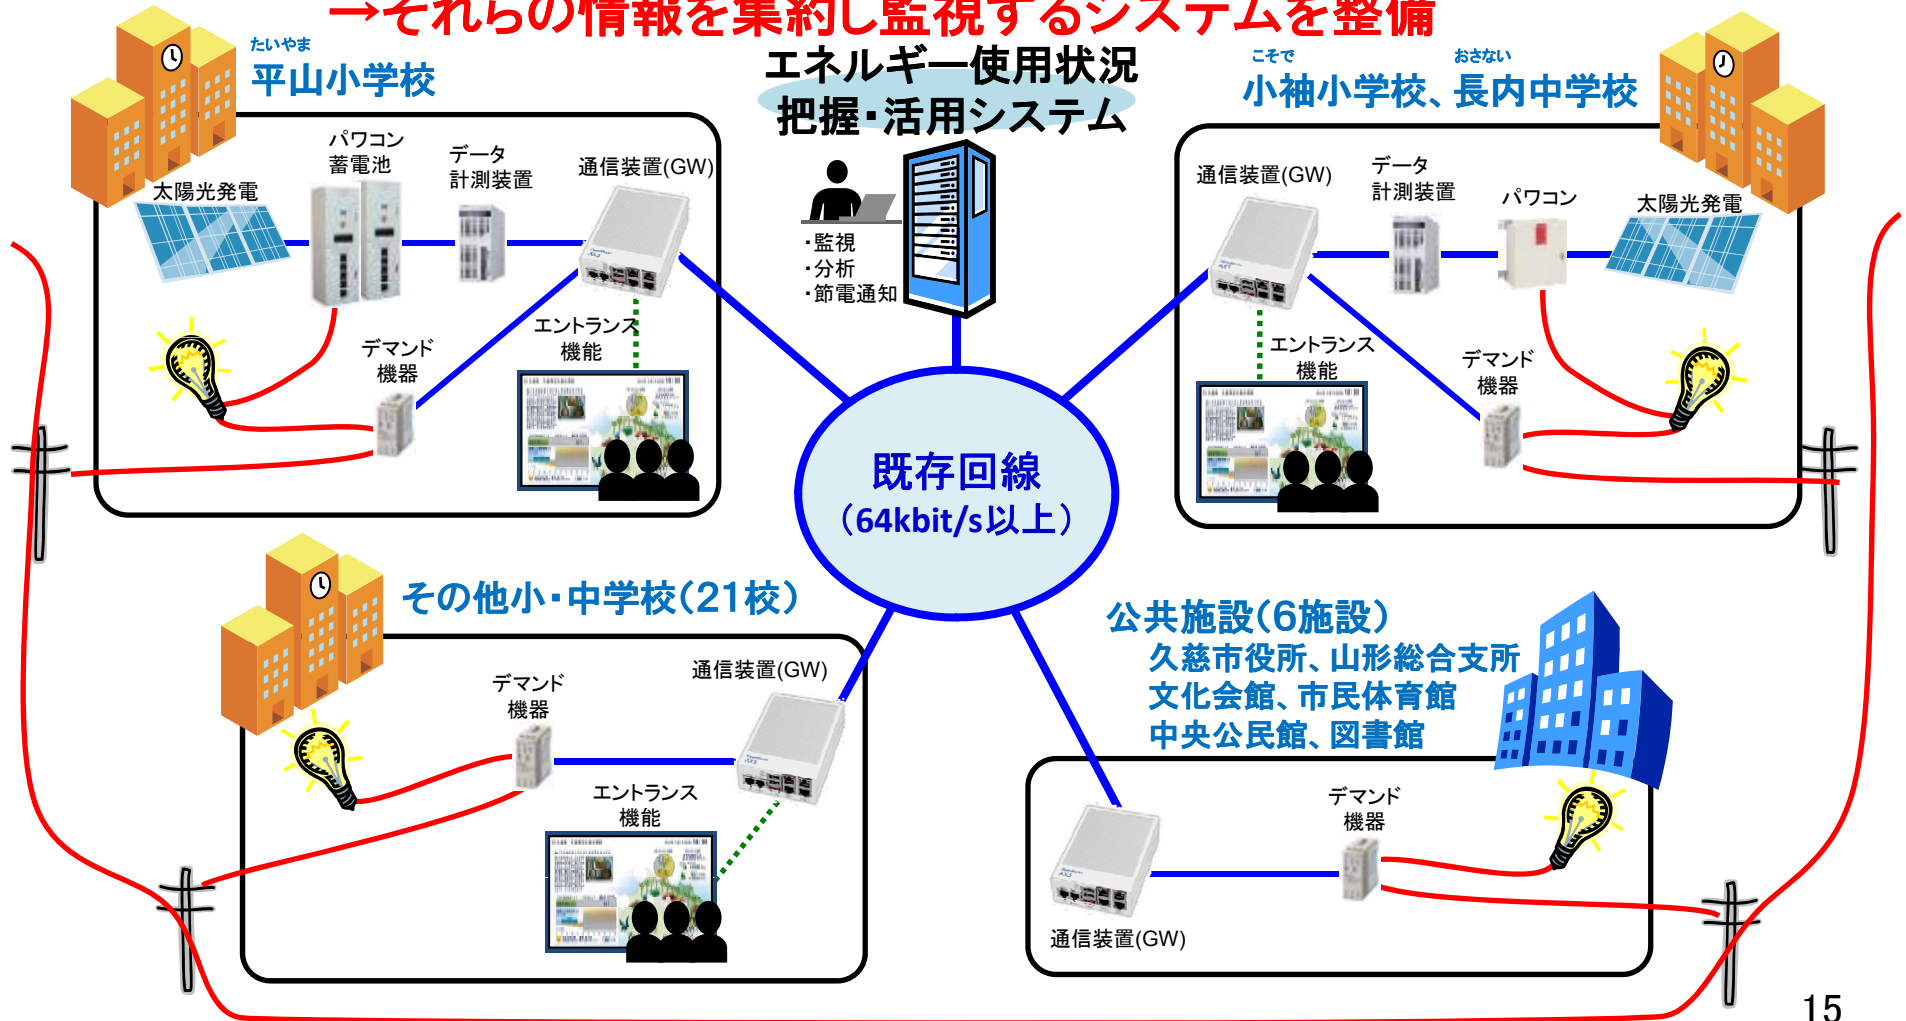 →それらの情報を集約し監視するシステムを整備
たいやま
平山小学校
エネルギー使用状況
把握・活用システム
こそで
おさない
小袖小学校、長内中学校
パワコン
蓄電池
データ
計測装置
通信装置(GW)
太陽光発電
・監視
・分析
・節電通知
エントランス
機能
デマンド
機器
通信装置(GW)
データ
計測装置
パワコン
太陽光発電
エントランス
機能
デマンド
機器
既存回線
（64kbit/s以上）
その他小・中学校（21校）
通信装置(GW)
デマンド
機器
エントランス
機能
公共施設（6施設）
久慈市役所、山形総合支所
文化会館、市民体育館
中央公民館、図書館
デマンド
機器
通信装置(GW)
15